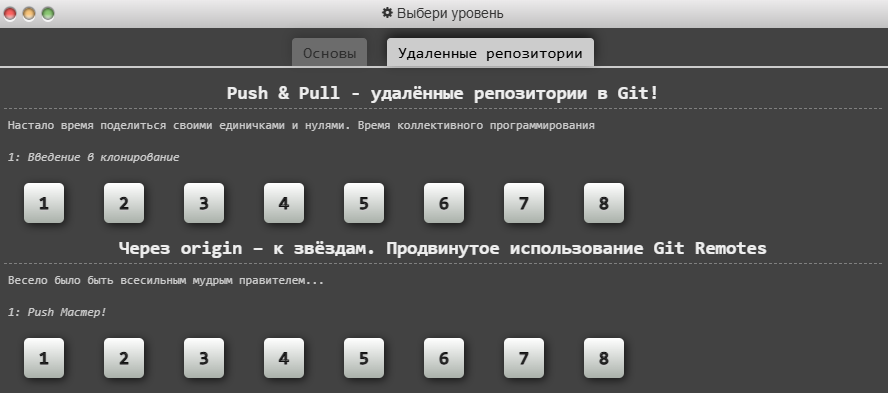 Выбери уровень
Основы Удаленные репозитории
Push & Pull - удалённые репозитории в Git!
Настало время поделиться своими единичками и нулями. Время коллективного программирования
1: Введение в клонирование
1 2 3 4 5 6 7 8
Через origin – к звёздам. Продвинутое использование Git Remotes
Весело было быть всесильным мудрым правителем...
1: Push Мастер!
1 2 3 4 5 6 7 8